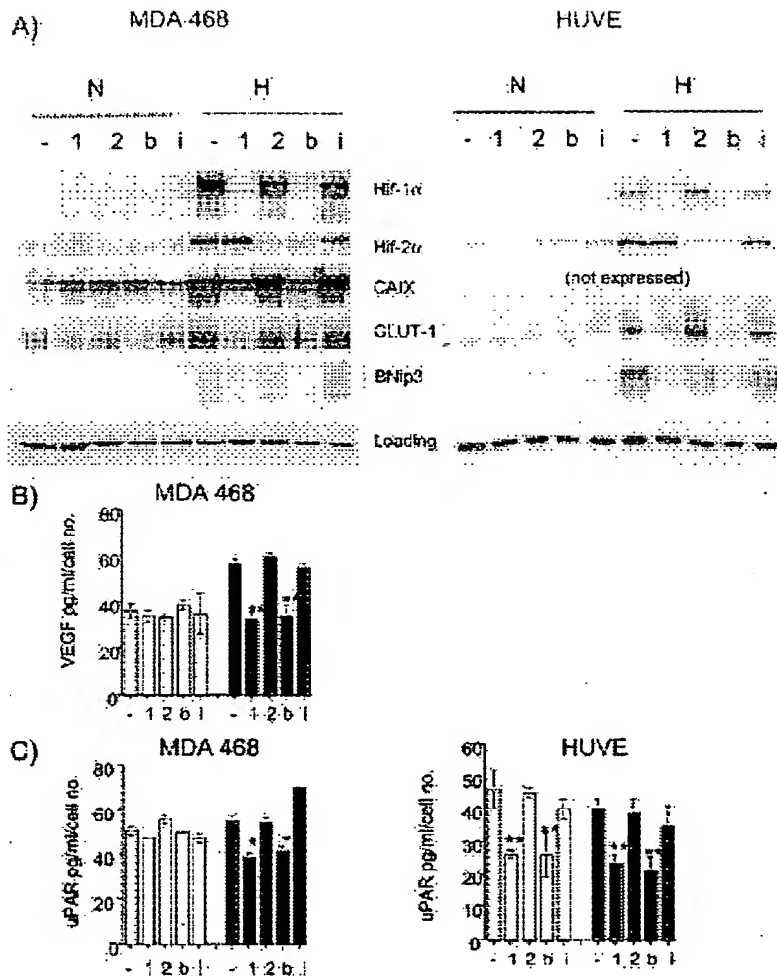 A) MDA 468 HUVE
N H N H
- 1 2 b i - 1 2 b i - 1 2 b i - 1 2 b i
Hif-1α
Hif-2α
CAIX (not expressed)
GLUT-1
BNip3
Loading
B) MDA 468
VEGF pg/ml/cell no.
80
60
40
20
0
** **
- 1 2 b i - 1 2 b i
C) MDA 468 HUVE
uPAR pg/ml/cell no.
80
60
40
20
0
* *
- 1 2 b i - 1 2 b i
uPAR pg/ml/cell no.
60
50
40
30
20
10
0
** ** ** **
- 1 2 b i - 1 2 b i